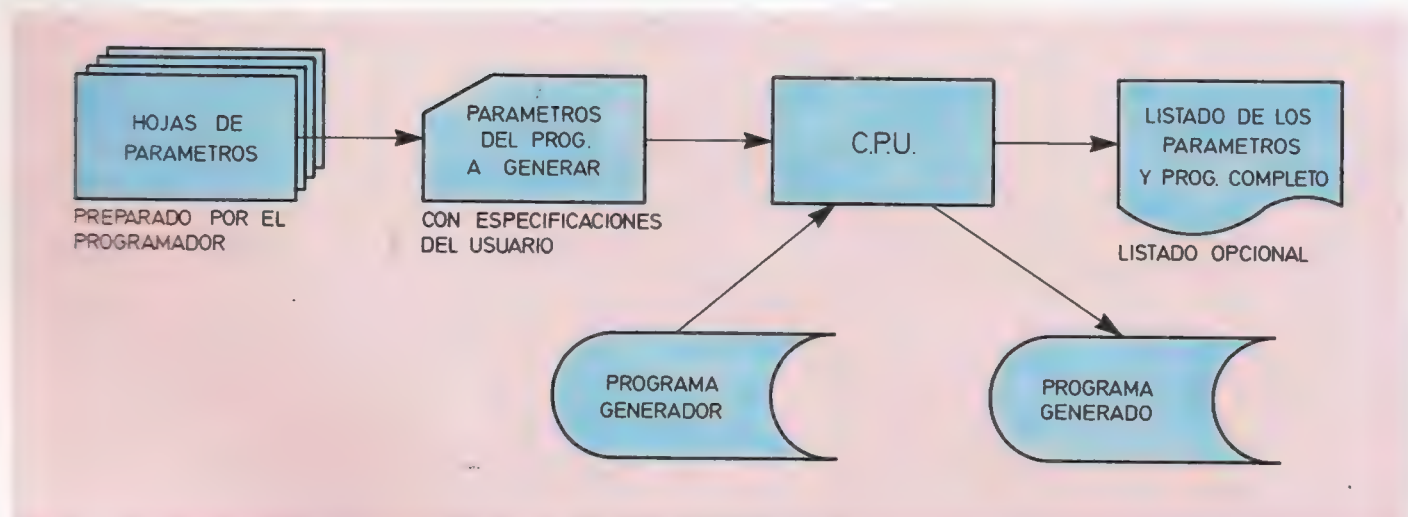 HOJAS DE
PARAMETROS
PREPARADO POR EL
PROGRAMADOR
PARAMETROS
DEL PROG.
A GENERAR
CON ESPECIFICACIONES
DEL USUARIO
C.P.U.
LISTADO DE LOS
PARAMETROS
Y PROG. COMPLETO
LISTADO OPCIONAL
PROGRAMA
GENERADOR
PROGRAMA
GENERADO